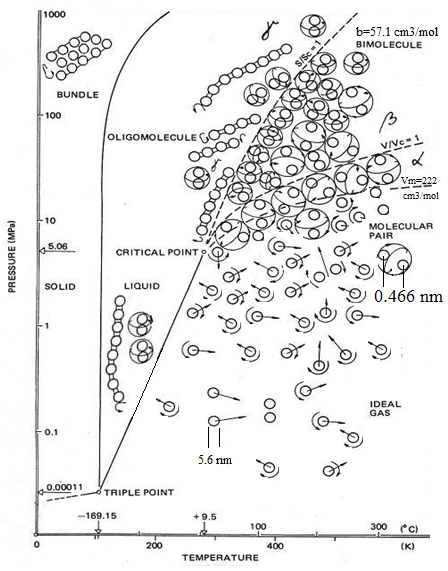 1000
γ
b=57.1 cm3/mol
S/Sc = 1
BIMOLECULE
BUNDLE
100
OLIGOMOLECULE
β
V/Vc = 1
α
γ
Vm=222
cm3/mol
10
MOLECULAR
PAIR
5.06
CRITICAL POINT
PRESSURE (MPa)
SOLID
LIQUID
0.466 nm
1
IDEAL
GAS
0.1
5.6 nm
0.00011
TRIPLE POINT
-169.15
+9.5
100
300
(°C)
0
200
400
(K)
TEMPERATURE